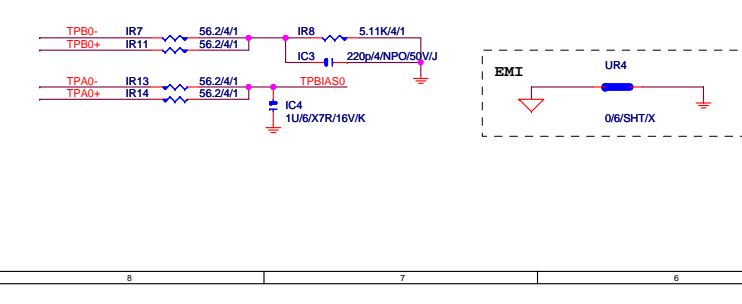 TPB0- IR7 56.2/4/1 IR8 5.11K/4/1
TPB0+ IR11 56.2/4/1
IC3 220p/4/NPO/50V/J
TPA0- IR13 56.2/4/1 TPBIAS0
TPA0+ IR14 56.2/4/1
IC4
1U/6/X7R/16V/K
EMI UR4
0/6/SHT/X
8 7 6